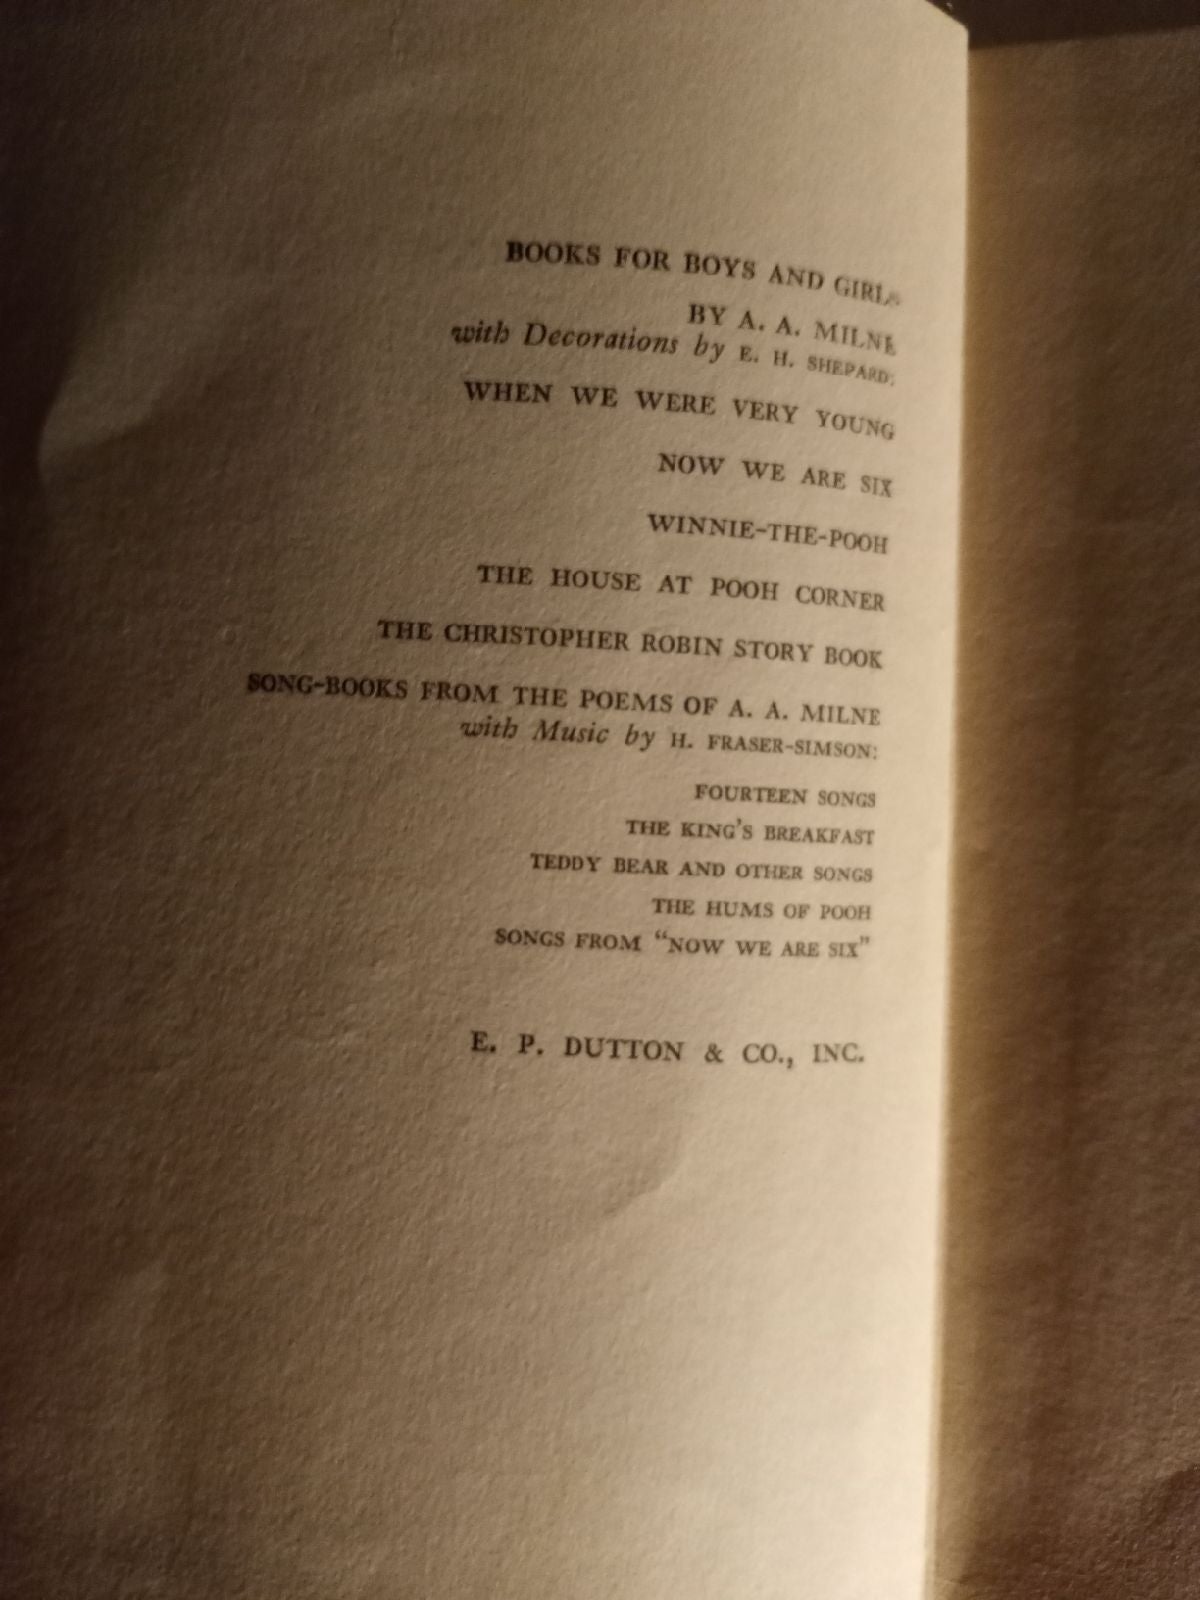 BOOKS FOR BOYS AND GIRLS
BY A. A. MILNE
with Decorations by E. H. SHEPARD:
WHEN WE WERE VERY YOUNG
NOW WE ARE SIX
WINNIE-THE-POOH
THE HOUSE AT POOH CORNER
THE CHRISTOPHER ROBIN STORY BOOK
SONG-BOOKS FROM THE POEMS OF A. A. MILNE
with Music by H. FRASER-SIMSON:
FOURTEEN SONGS
THE KING'S BREAKFAST
TEDDY BEAR AND OTHER SONGS
THE HUMS OF POOH
SONGS FROM "NOW WE ARE SIX"
E. P. DUTTON & CO., INC.